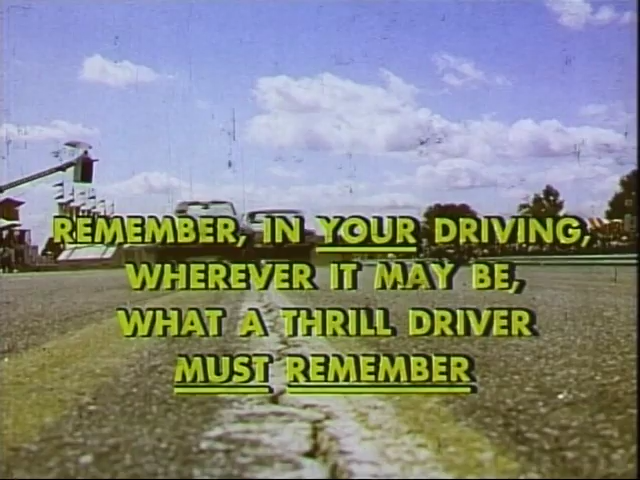 REMEMBER, IN YOUR DRIVING,
WHEREVER IT MAY BE,
WHAT A THRILL DRIVER
MUST REMEMBER